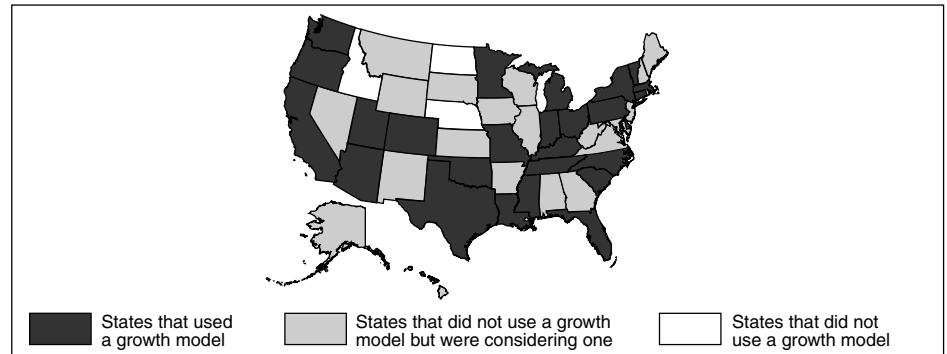 States that used
a growth model
States that did not use a growth
model but were considering one
States that did not
use a growth model